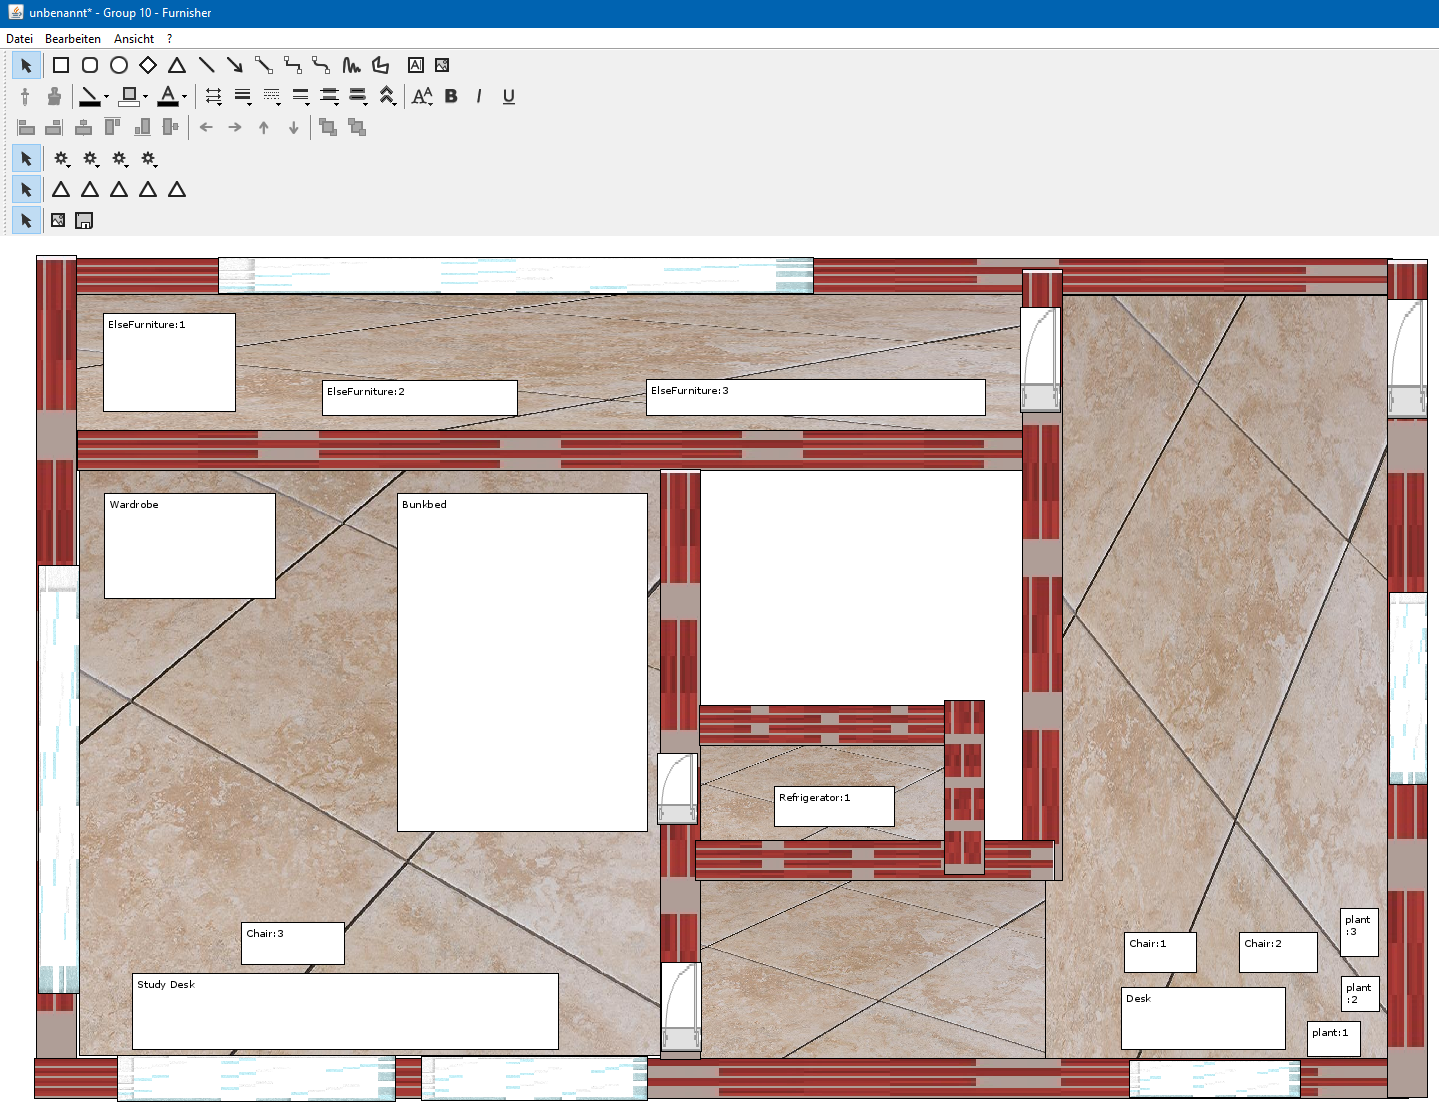 unbenannt* - Group 10 - Furnisher
Datei Bearbeiten Ansicht ?
A
A
AA B I U
ElseFurniture:1
ElseFurniture:2
ElseFurniture:3
Wardrobe
Bunkbed
Refrigerator:1
Chair:3
Study Desk
Chair:1
Chair:2
plant
:3
plant
:2
Desk
plant:1